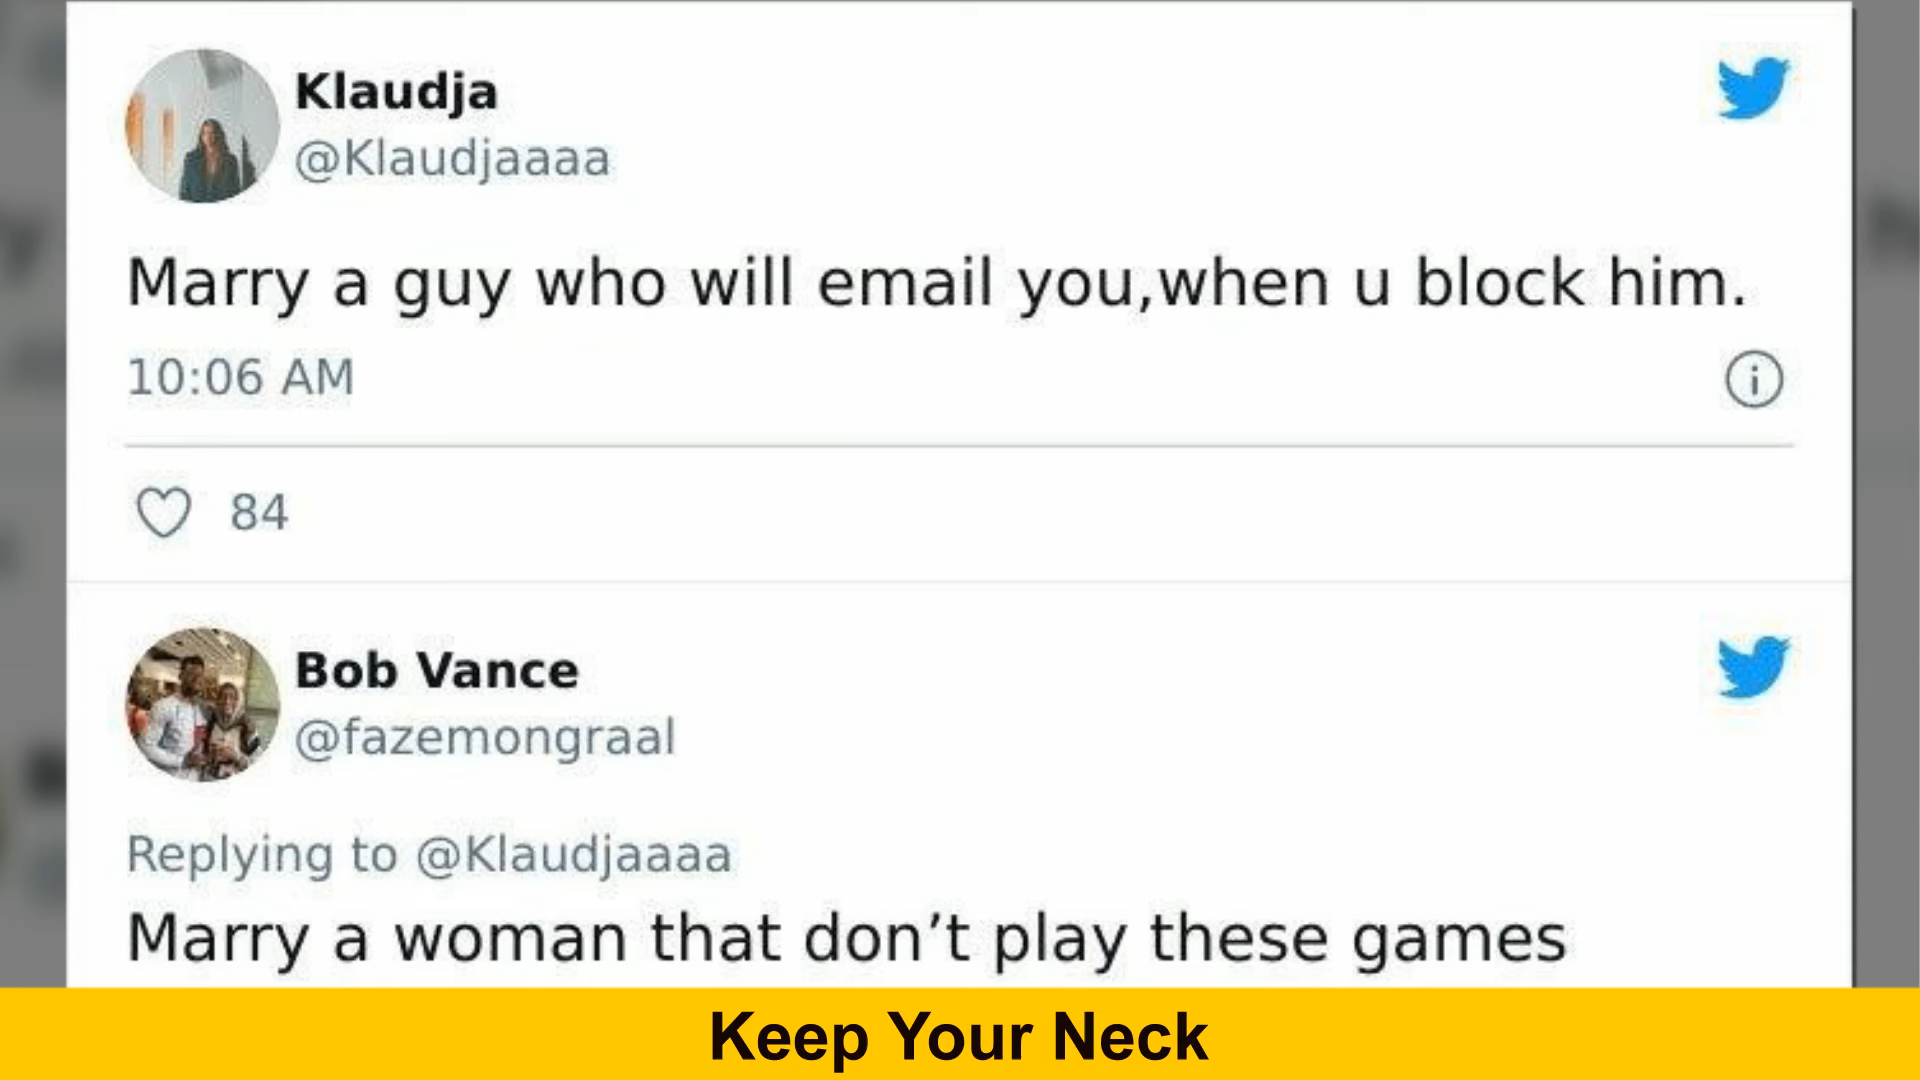 Klaudja
@Klaudjaaaa
Marry a guy who will email you,when u block him.
10:06 AM
84
Bob Vance
@fazemongraal
Replying to @Klaudjaaaa
Marry a woman that don’t play these games
Keep Your Neck